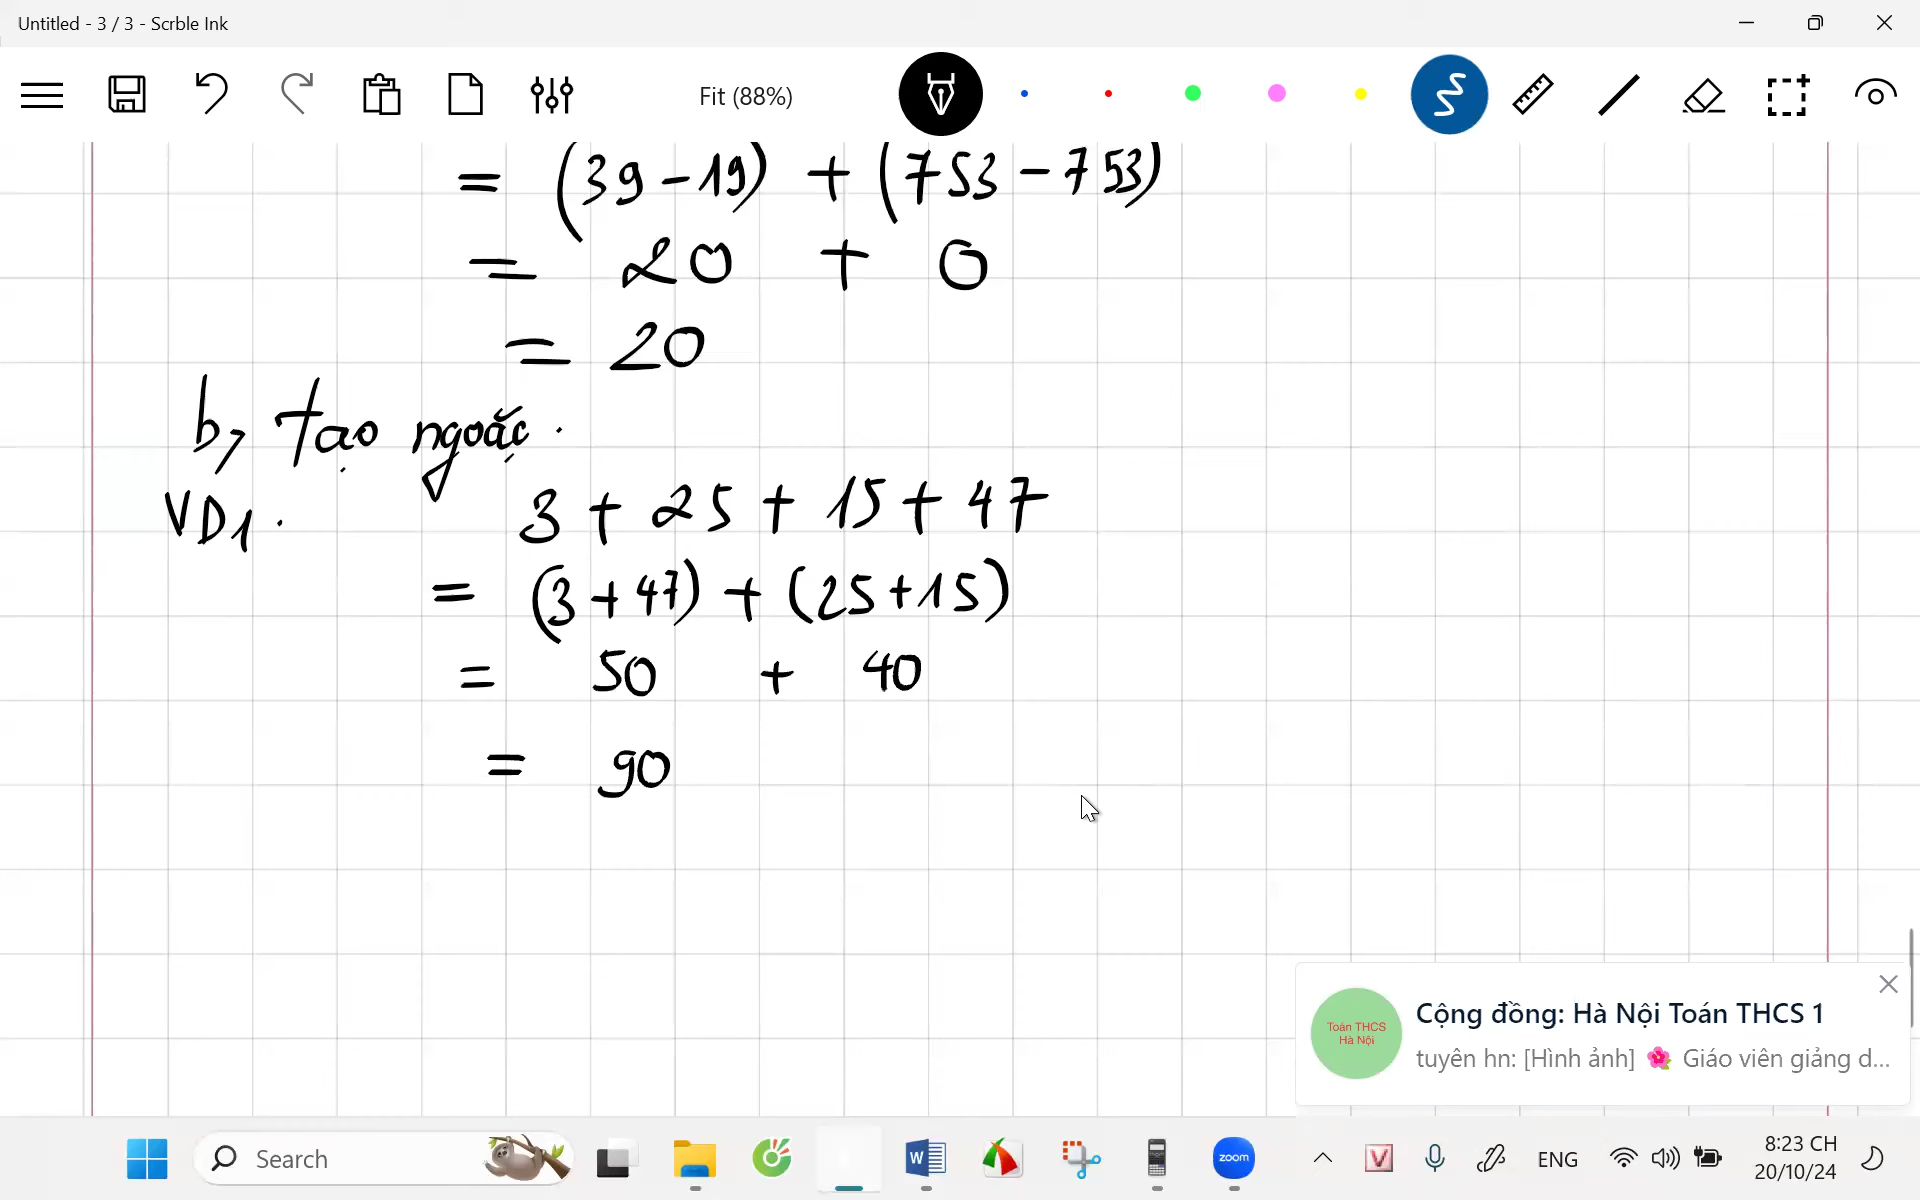 Untitled - 3 / 3 - Scrble Ink
Fit (88%)
= (39 - 19) + (753 - 753)
= 20 + 0
= 20
b, Tạo ngoặc.
VD1. 3 + 25 + 15 + 47
= (3 + 47) + (25 + 15)
= 50 + 40
= 90
Toán THCS
Hà Nội
Cộng đồng: Hà Nội Toán THCS 1
tuyên hn: [Hình ảnh] 🌺 Giáo viên giảng d...
Search
W
zoom
V
ENG
8:23 CH
20/10/24